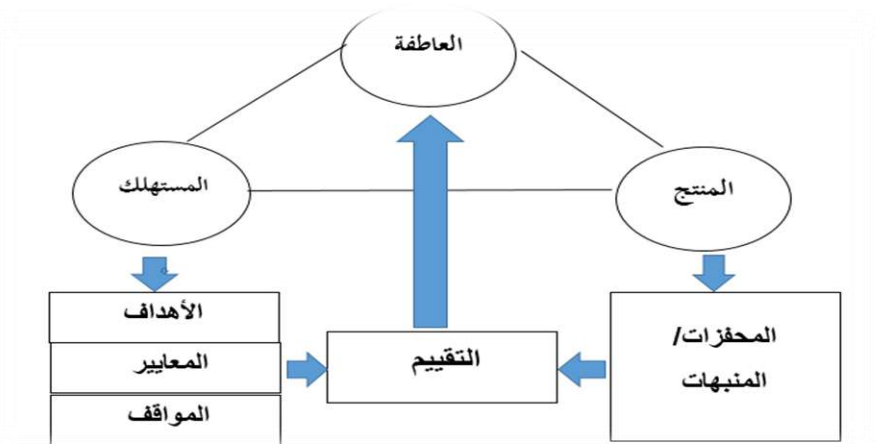 العاطفة
المنتج
المستهلك
المحفزات/
المنبهات
الأهداف
المعايير
المواقف
التقييم